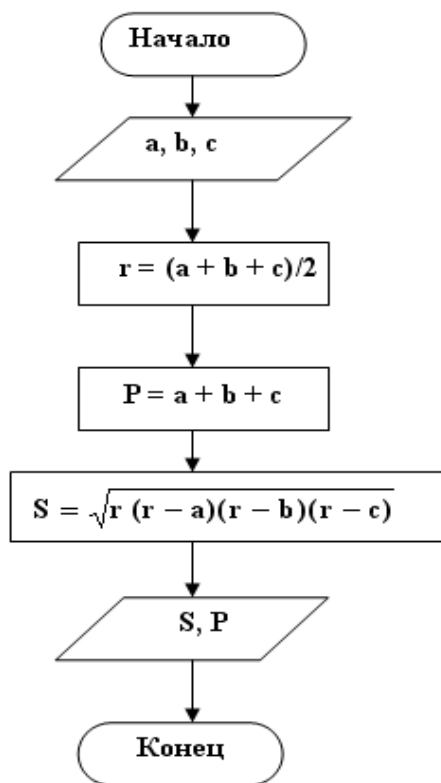 Начало
a, b, c
r = (a + b + c)/2
P = a + b + c
S = √r (r – a)(r – b)(r – c)
S, P
Конец